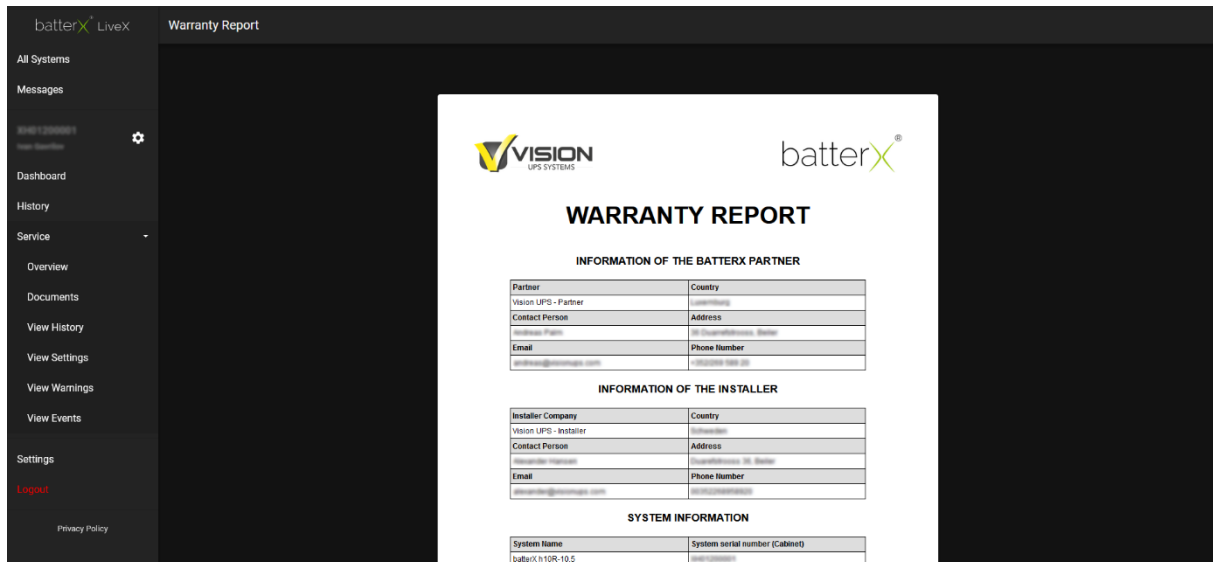 batterX® LiveX
Warranty Report
All Systems
Messages
Dashboard
History
Service
Overview
Documents
View History
View Settings
View Warnings
View Events
Settings
Logout
Privacy Policy
VISION
UPS SYSTEMS
batterX®
WARRANTY REPORT
INFORMATION OF THE BATTERX PARTNER
Partner Country
Vision UPS - Partner
Contact Person Address
Email Phone Number
INFORMATION OF THE INSTALLER
Installer Company Country
Vision UPS - Installer
Contact Person Address
Email Phone Number
SYSTEM INFORMATION
System Name System serial number (Cabinet)
batterX h10R-10.5